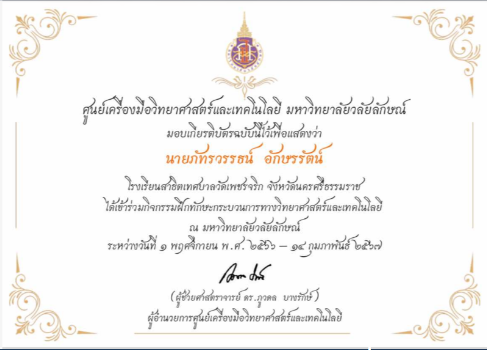 ศูนย์เครื่องมือวิทยาศาสตร์และเทคโนโลยี มหาวิทยาลัยวลัยลักษณ์
มอบเกียรติบัตรฉบับนี้ไว้เพื่อแสดงว่า
นายภัทรวรรธน์ อักษรรัตน์
โรงเรียนสาธิตเทศบาลวัดเพชรจริก จังหวัดนครศรีธรรมราช
ได้เข้าร่วมกิจกรรมฝึกทักษะกระบวนการทางวิทยาศาสตร์และเทคโนโลยี
ณ มหาวิทยาลัยวลัยลักษณ์
ระหว่างวันที่ ๑ พฤศจิกายน พ.ศ. ๒๕๖๖ – ๑๔ กุมภาพันธ์ ๒๕๖๗
(ผู้ช่วยศาสตราจารย์ ดร.ภูวดล บางรักษ์)
ผู้อำนวยการศูนย์เครื่องมือวิทยาศาสตร์และเทคโนโลยี